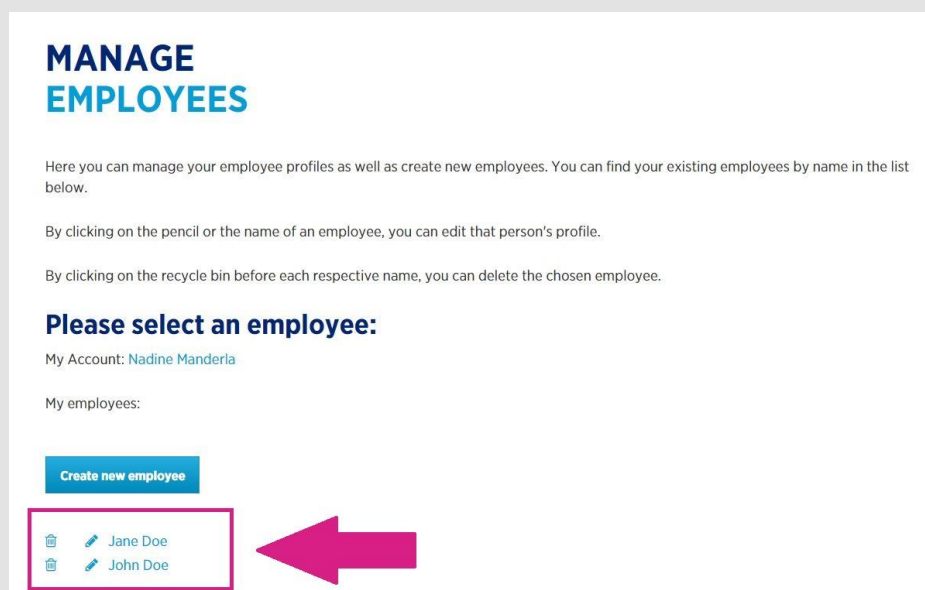 MANAGE
EMPLOYEES
Here you can manage your employee profiles as well as create new employees. You can find your existing employees by name in the list
below.
By clicking on the pencil or the name of an employee, you can edit that person's profile.
By clicking on the recycle bin before each respective name, you can delete the chosen employee.
Please select an employee:
My Account: Nadine Manderla
My employees:
Create new employee
Jane Doe
John Doe